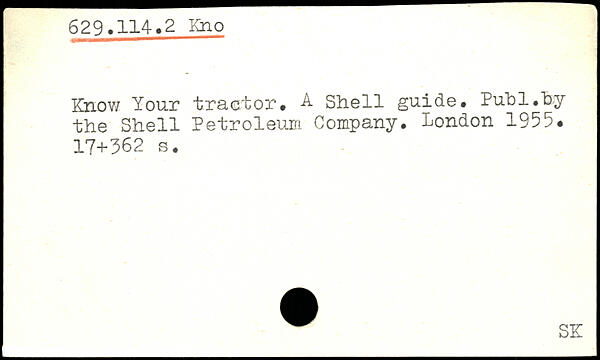 629.114.2 Kno
Know Your tractor. A Shell guide. Publ.by
the Shell Petroleum Company. London 1955.
17+362 s.
SK